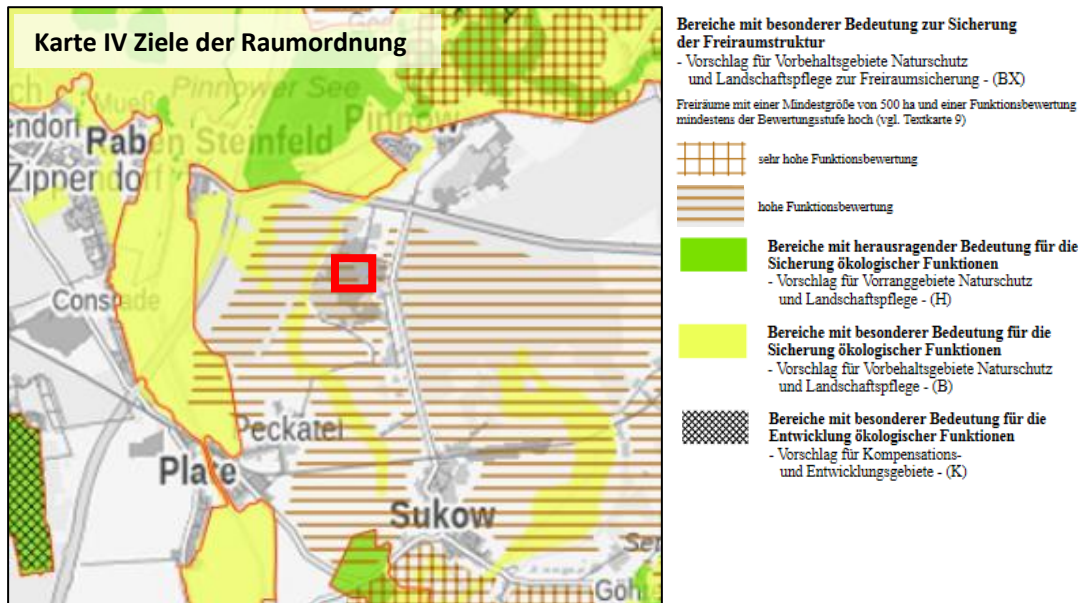 Karte IV Ziele der Raumordnung
ch
Mueß
Pinnower See
Pinnow
endorf
Raben Steinfeld
Zippendorf
Consrade
Peckatel
Plate
Sukow
Bereiche mit besonderer Bedeutung zur Sicherung
der Freiraumstruktur
- Vorschlag für Vorbehaltsgebiete Naturschutz
und Landschaftspflege zur Freiraumsicherung - (BX)
Freiräume mit einer Mindestgröße von 500 ha und einer Funktionsbewertung
mindestens der Bewertungsstufe hoch (vgl. Textkarte 9)
sehr hohe Funktionsbewertung
hohe Funktionsbewertung
Bereiche mit herausragender Bedeutung für die
Sicherung ökologischer Funktionen
- Vorschlag für Vorranggebiete Naturschutz
und Landschaftspflege - (H)
Bereiche mit besonderer Bedeutung für die
Sicherung ökologischer Funktionen
- Vorschlag für Vorbehaltsgebiete Naturschutz
und Landschaftspflege - (B)
Bereiche mit besonderer Bedeutung für die
Entwicklung ökologischer Funktionen
- Vorschlag für Kompensations-
und Entwicklungsgebiete - (K)